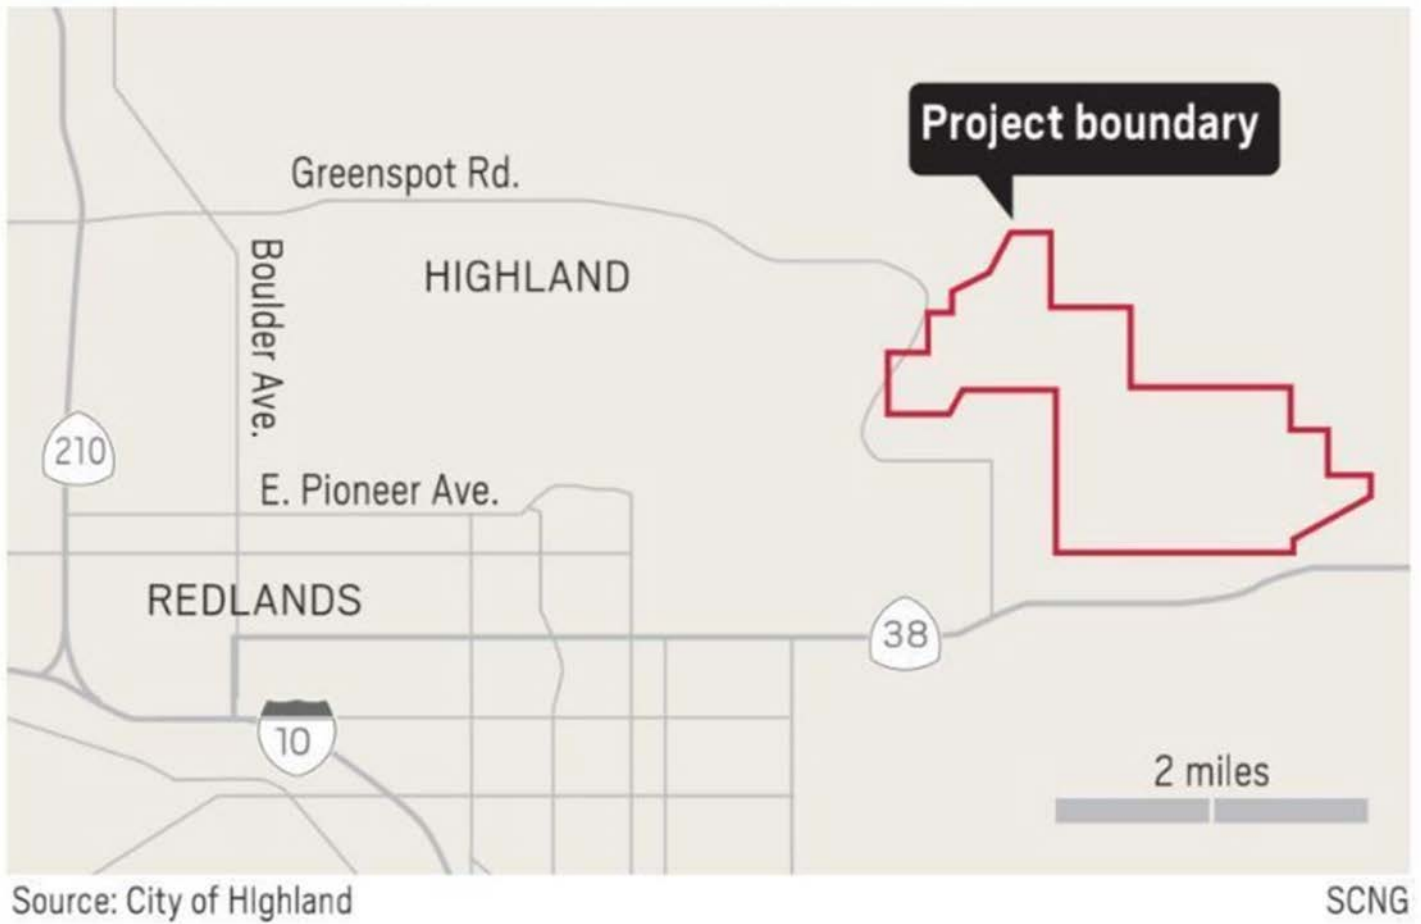 Project boundary
Greenspot Rd.
HIGHLAND
Boulder Ave.
210
E. Pioneer Ave.
REDLANDS
38
10
2 miles
Source: City of HIghland
SCNG